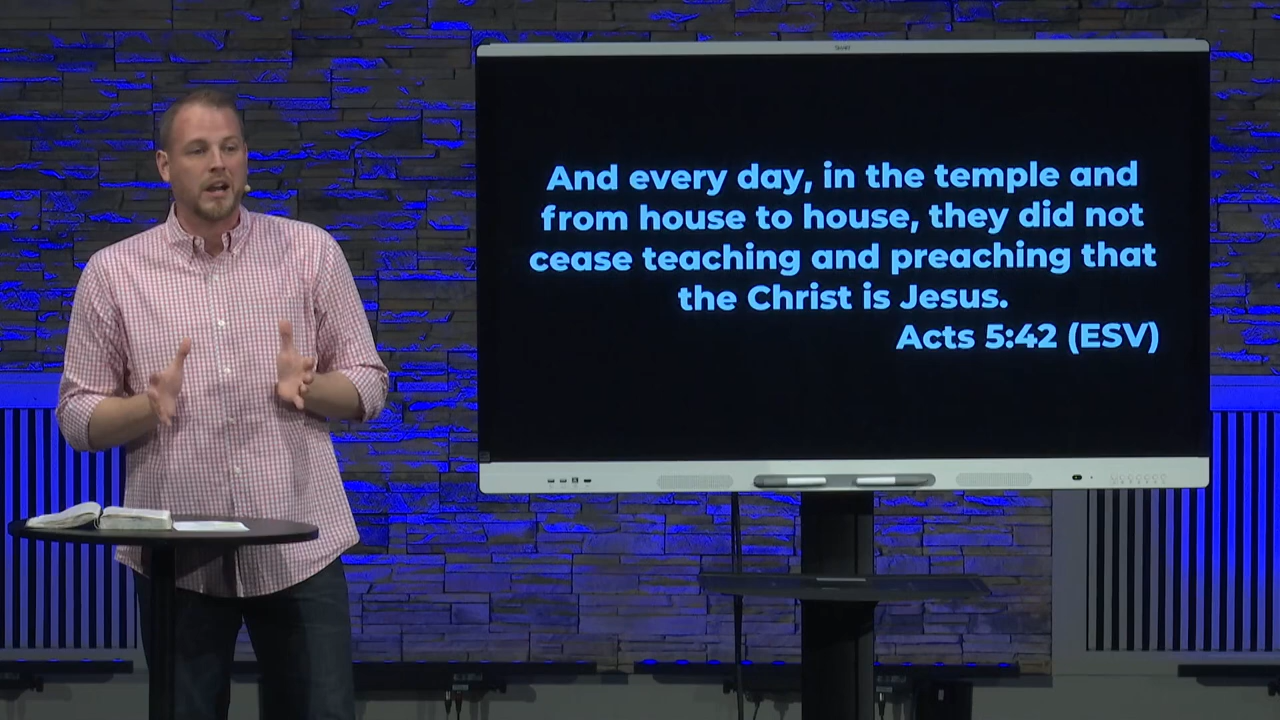 And every day, in the temple and
from house to house, they did not
cease teaching and preaching that
the Christ is Jesus.
Acts 5:42 (ESV)